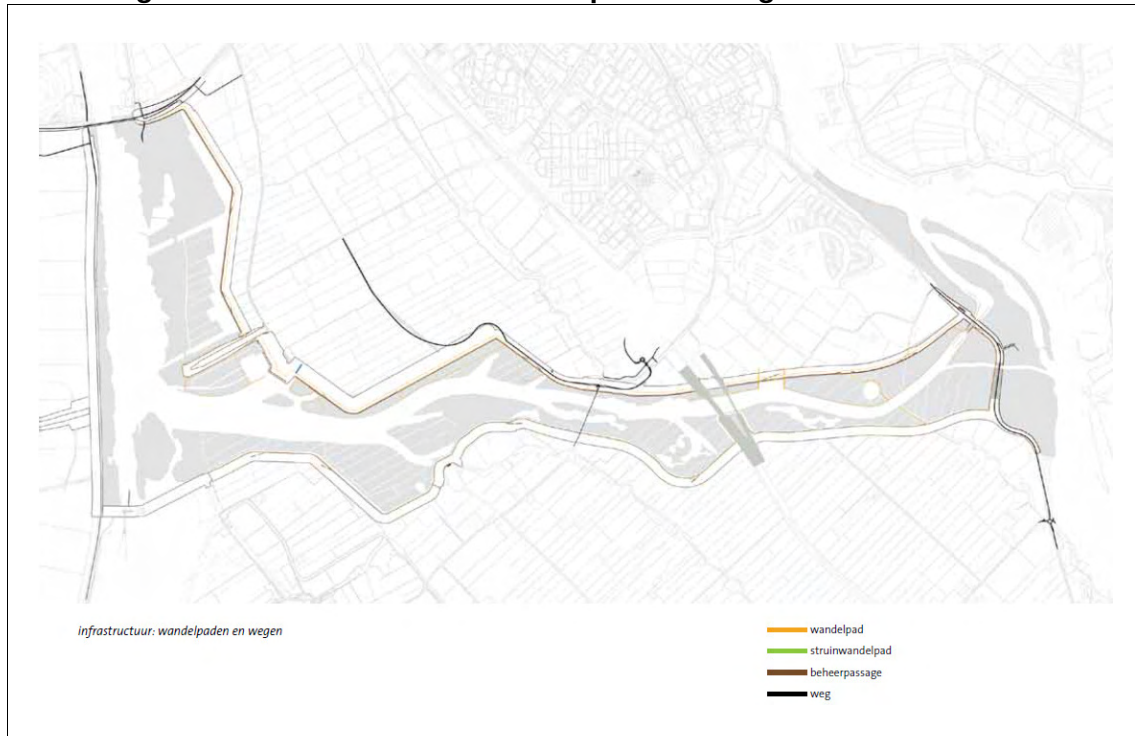 infrastructuur: wandelpaden en wegen
wandelpad
struinwandelpad
beheerpassage
weg